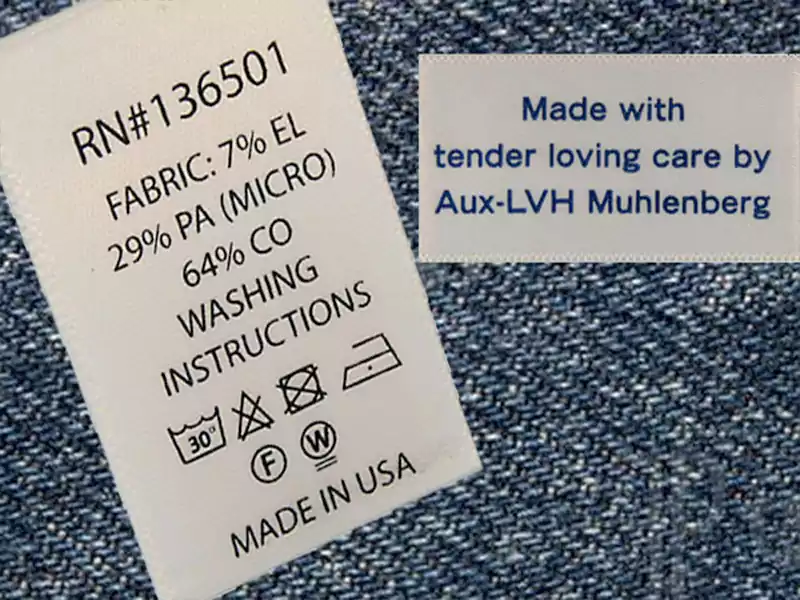 RN#136501
FABRIC: 7% EL
29% PA (MICRO)
64% CO
WASHING
INSTRUCTIONS
30°
F W
MADE IN USA
Made with
tender loving care by
Aux-LVH Muhlenberg